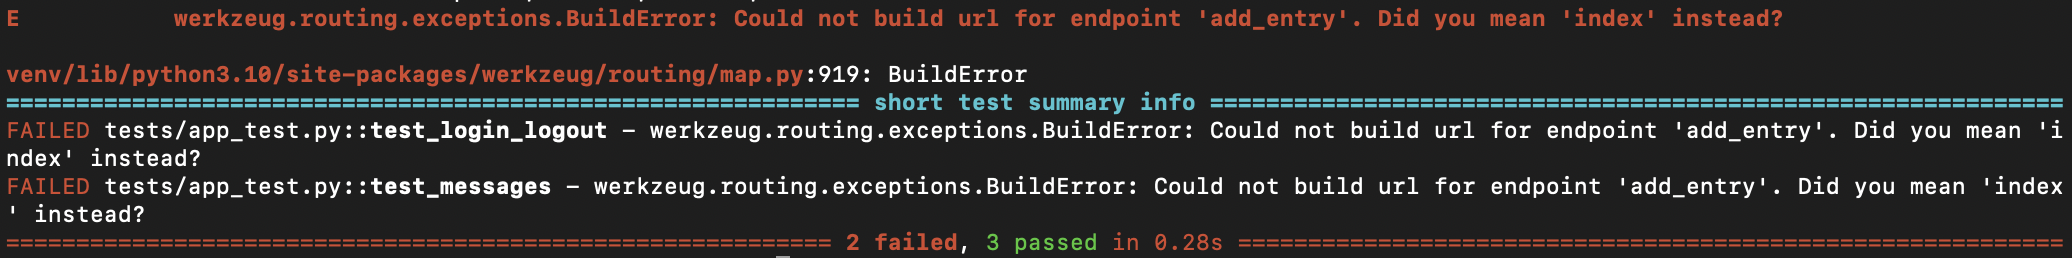 E           werkzeug.routing.exceptions.BuildError: Could not build url for endpoint 'add_entry'. Did you mean 'index' instead?
venv/lib/python3.10/site-packages/werkzeug/routing/map.py:919: BuildError
============================================================= short test summary info =============================================================
FAILED tests/app_test.py::test_login_logout - werkzeug.routing.exceptions.BuildError: Could not build url for endpoint 'add_entry'. Did you mean 'i
ndex' instead?
FAILED tests/app_test.py::test_messages - werkzeug.routing.exceptions.BuildError: Could not build url for endpoint 'add_entry'. Did you mean 'index
' instead?
=========================================================== 2 failed, 3 passed in 0.28s ===========================================================